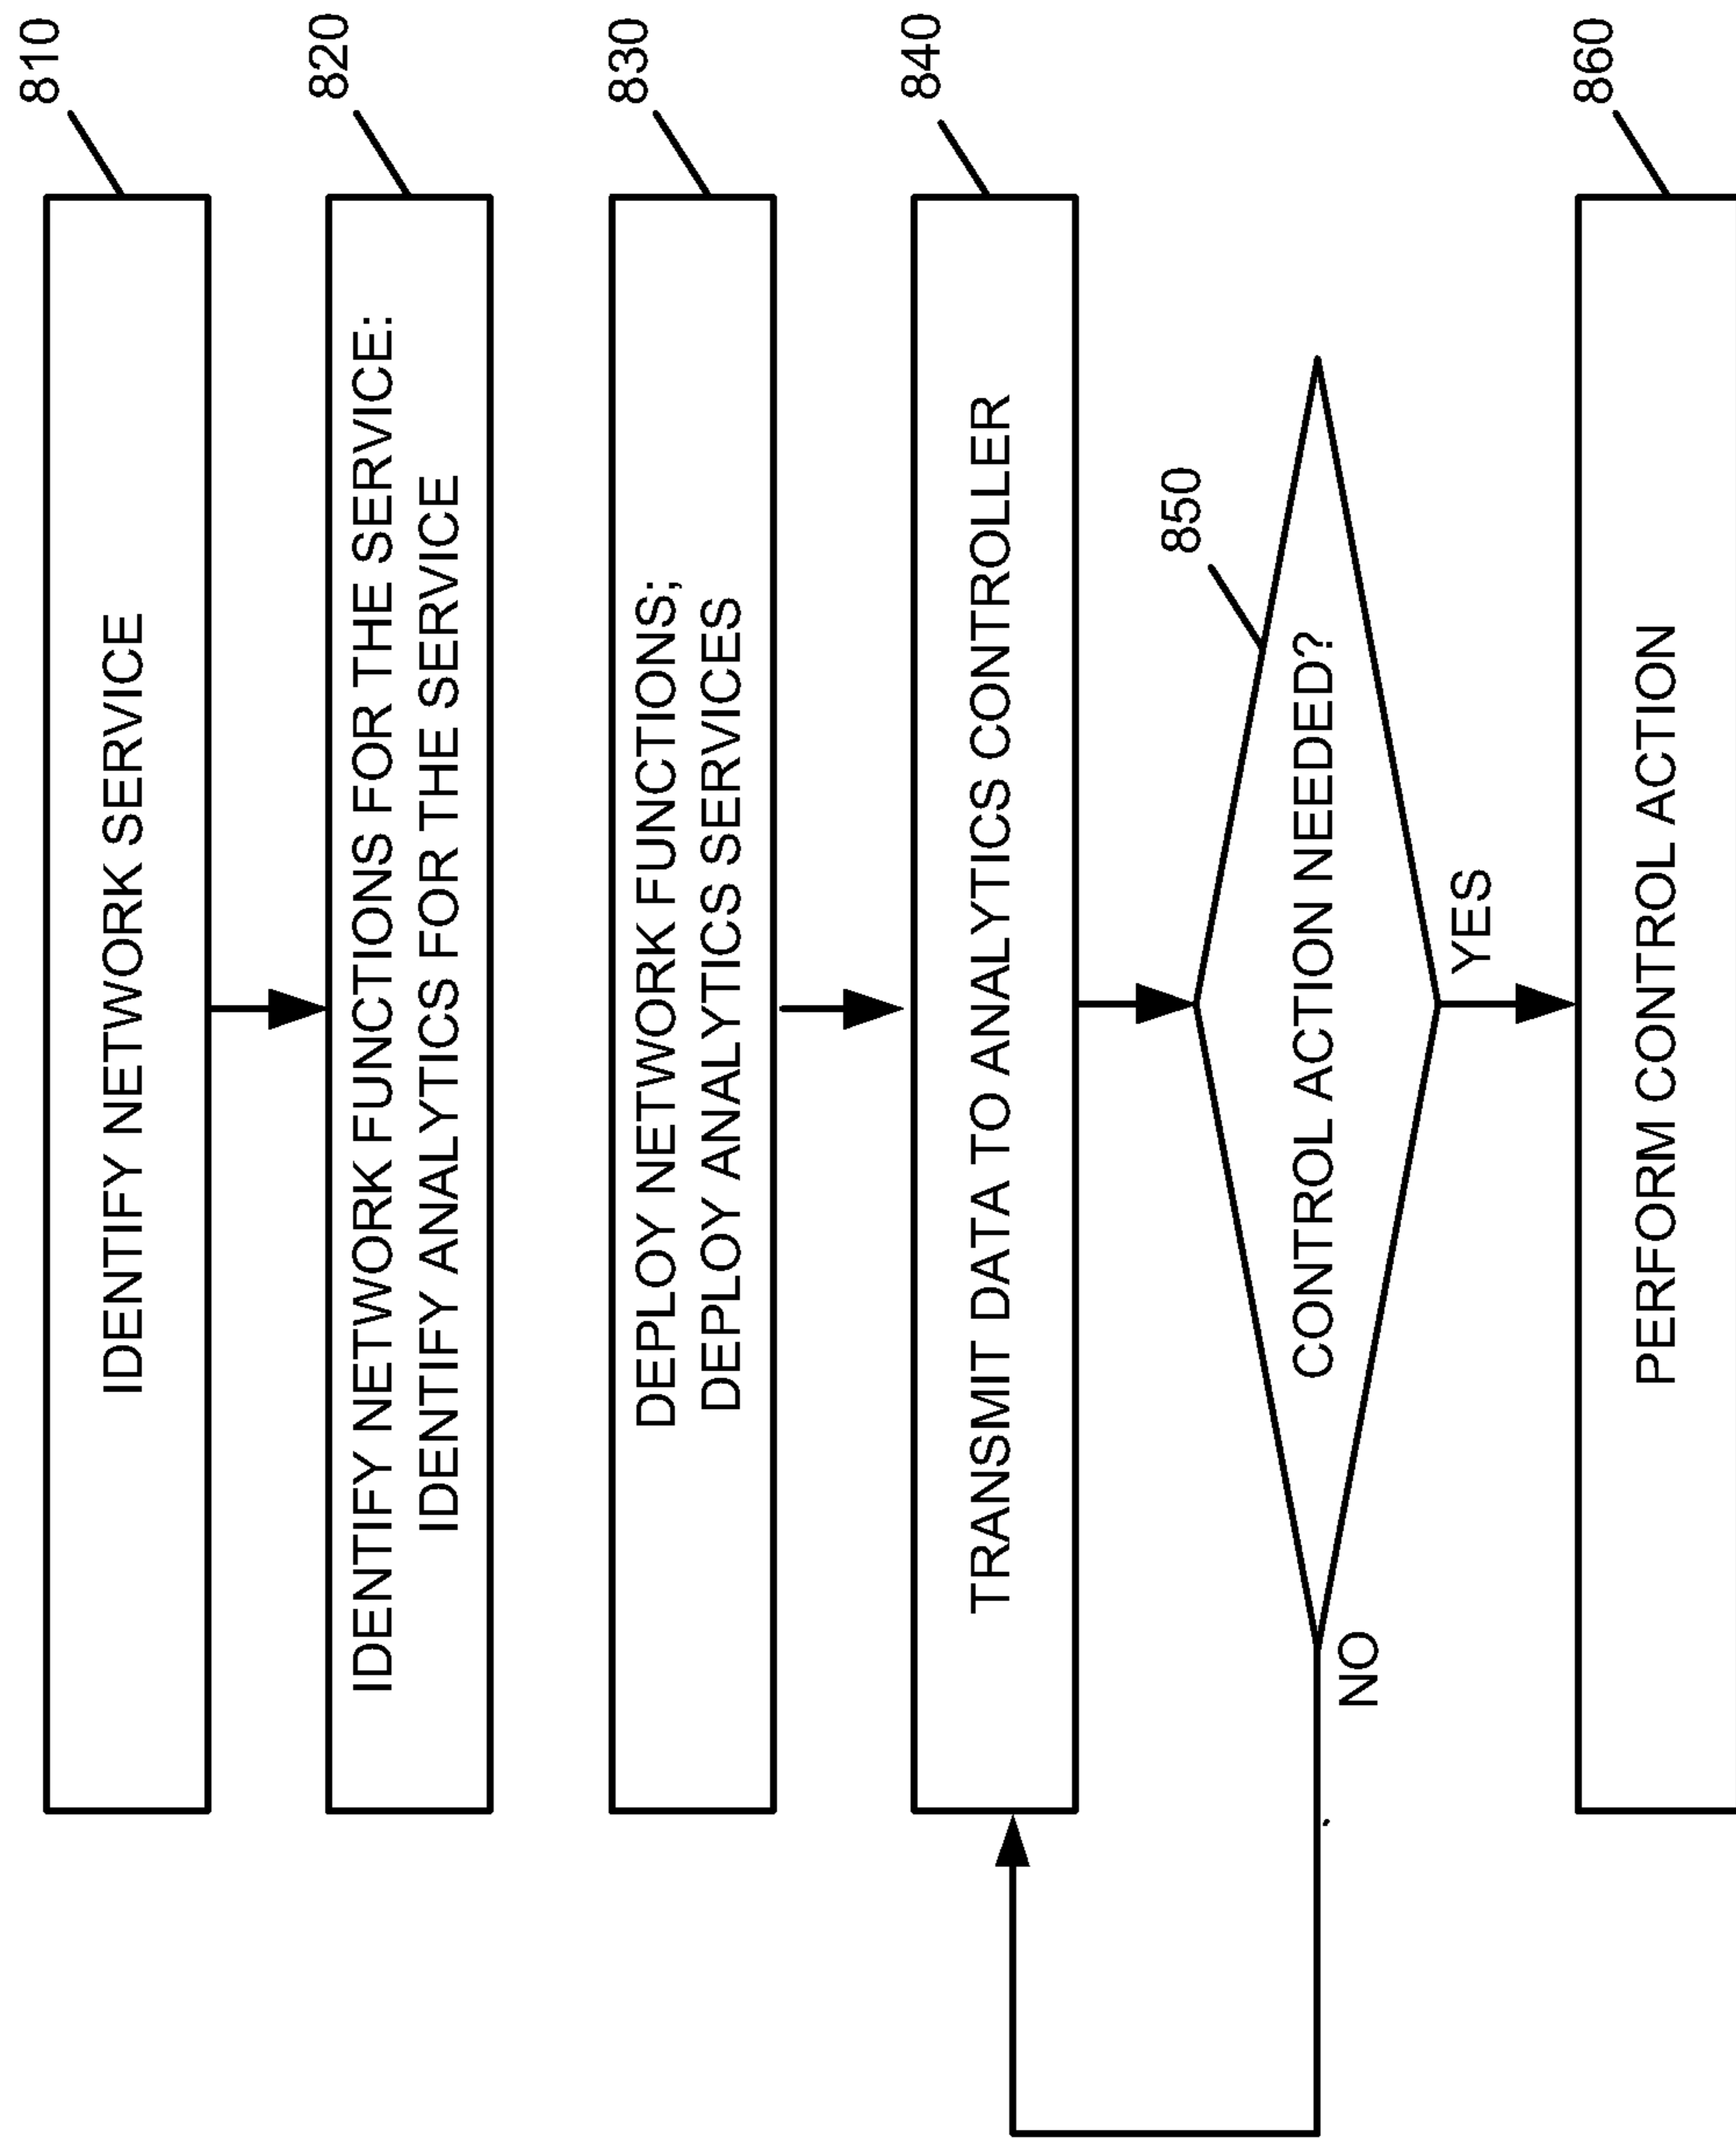 810
IDENTIFY NETWORK SERVICE
820
IDENTIFY NETWORK FUNCTIONS FOR THE SERVICE:
IDENTIFY ANALYTICS FOR THE SERVICE
830
DEPLOY NETWORK FUNCTIONS;
DEPLOY ANALYTICS SERVICES
840
TRANSMIT DATA TO ANALYTICS CONTROLLER
850
CONTROL ACTION NEEDED?
NO
YES
860
PERFORM CONTROL ACTION